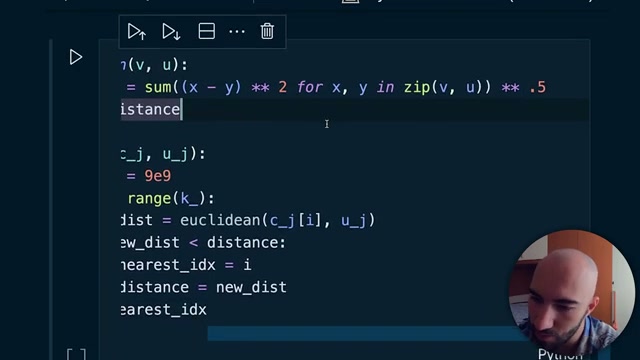 n(v, u):
= sum((x - y) ** 2 for x, y in zip(v, u)) ** .5
istance
c_j, u_j):
= 9e9
range(k_):
dist = euclidean(c_j[i], u_j)
ew_dist < distance:
nearest_idx = i
distance = new_dist
earest_idx
[ ]
Python